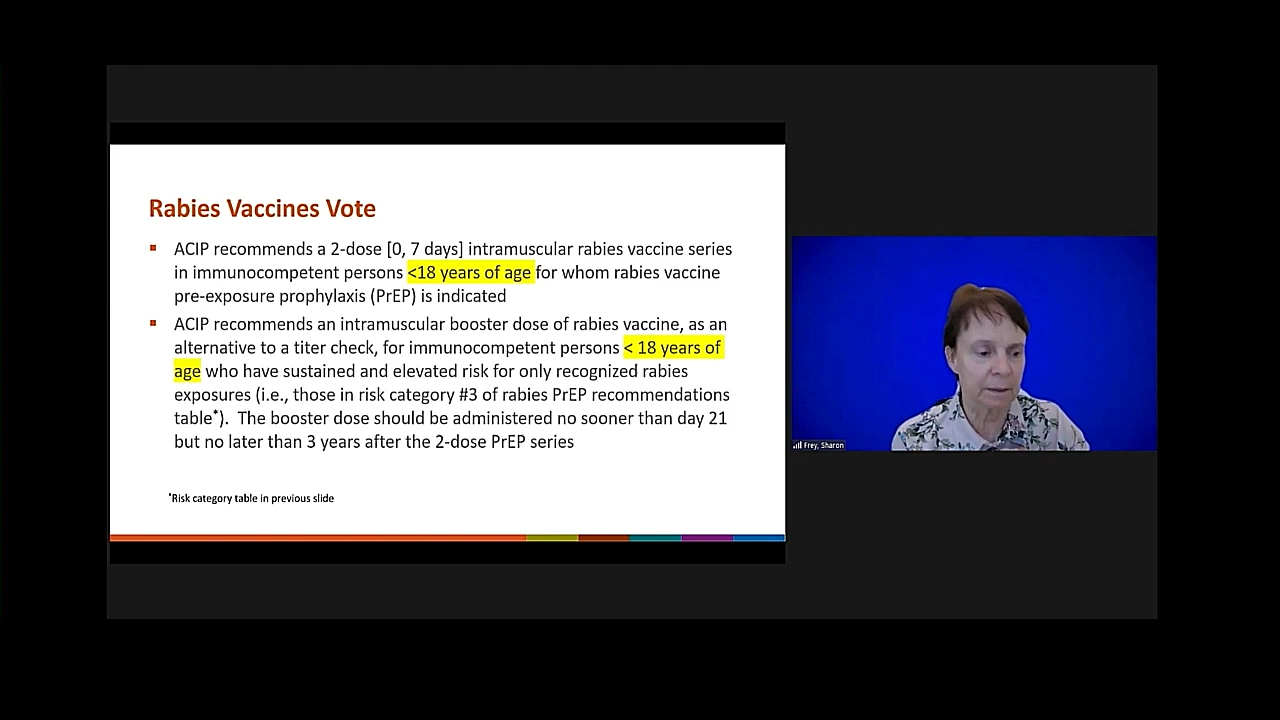 Rabies Vaccines Vote
ACIP recommends a 2-dose [0, 7 days] intramuscular rabies vaccine series
in immunocompetent persons <18 years of age for whom rabies vaccine
pre-exposure prophylaxis (PrEP) is indicated
ACIP recommends an intramuscular booster dose of rabies vaccine, as an
alternative to a titer check, for immunocompetent persons < 18 years of
age who have sustained and elevated risk for only recognized rabies
exposures (i.e., those in risk category #3 of rabies PrEP recommendations
table*).  The booster dose should be administered no sooner than day 21
but no later than 3 years after the 2-dose PrEP series
*Risk category table in previous slide
Frey, Sharon